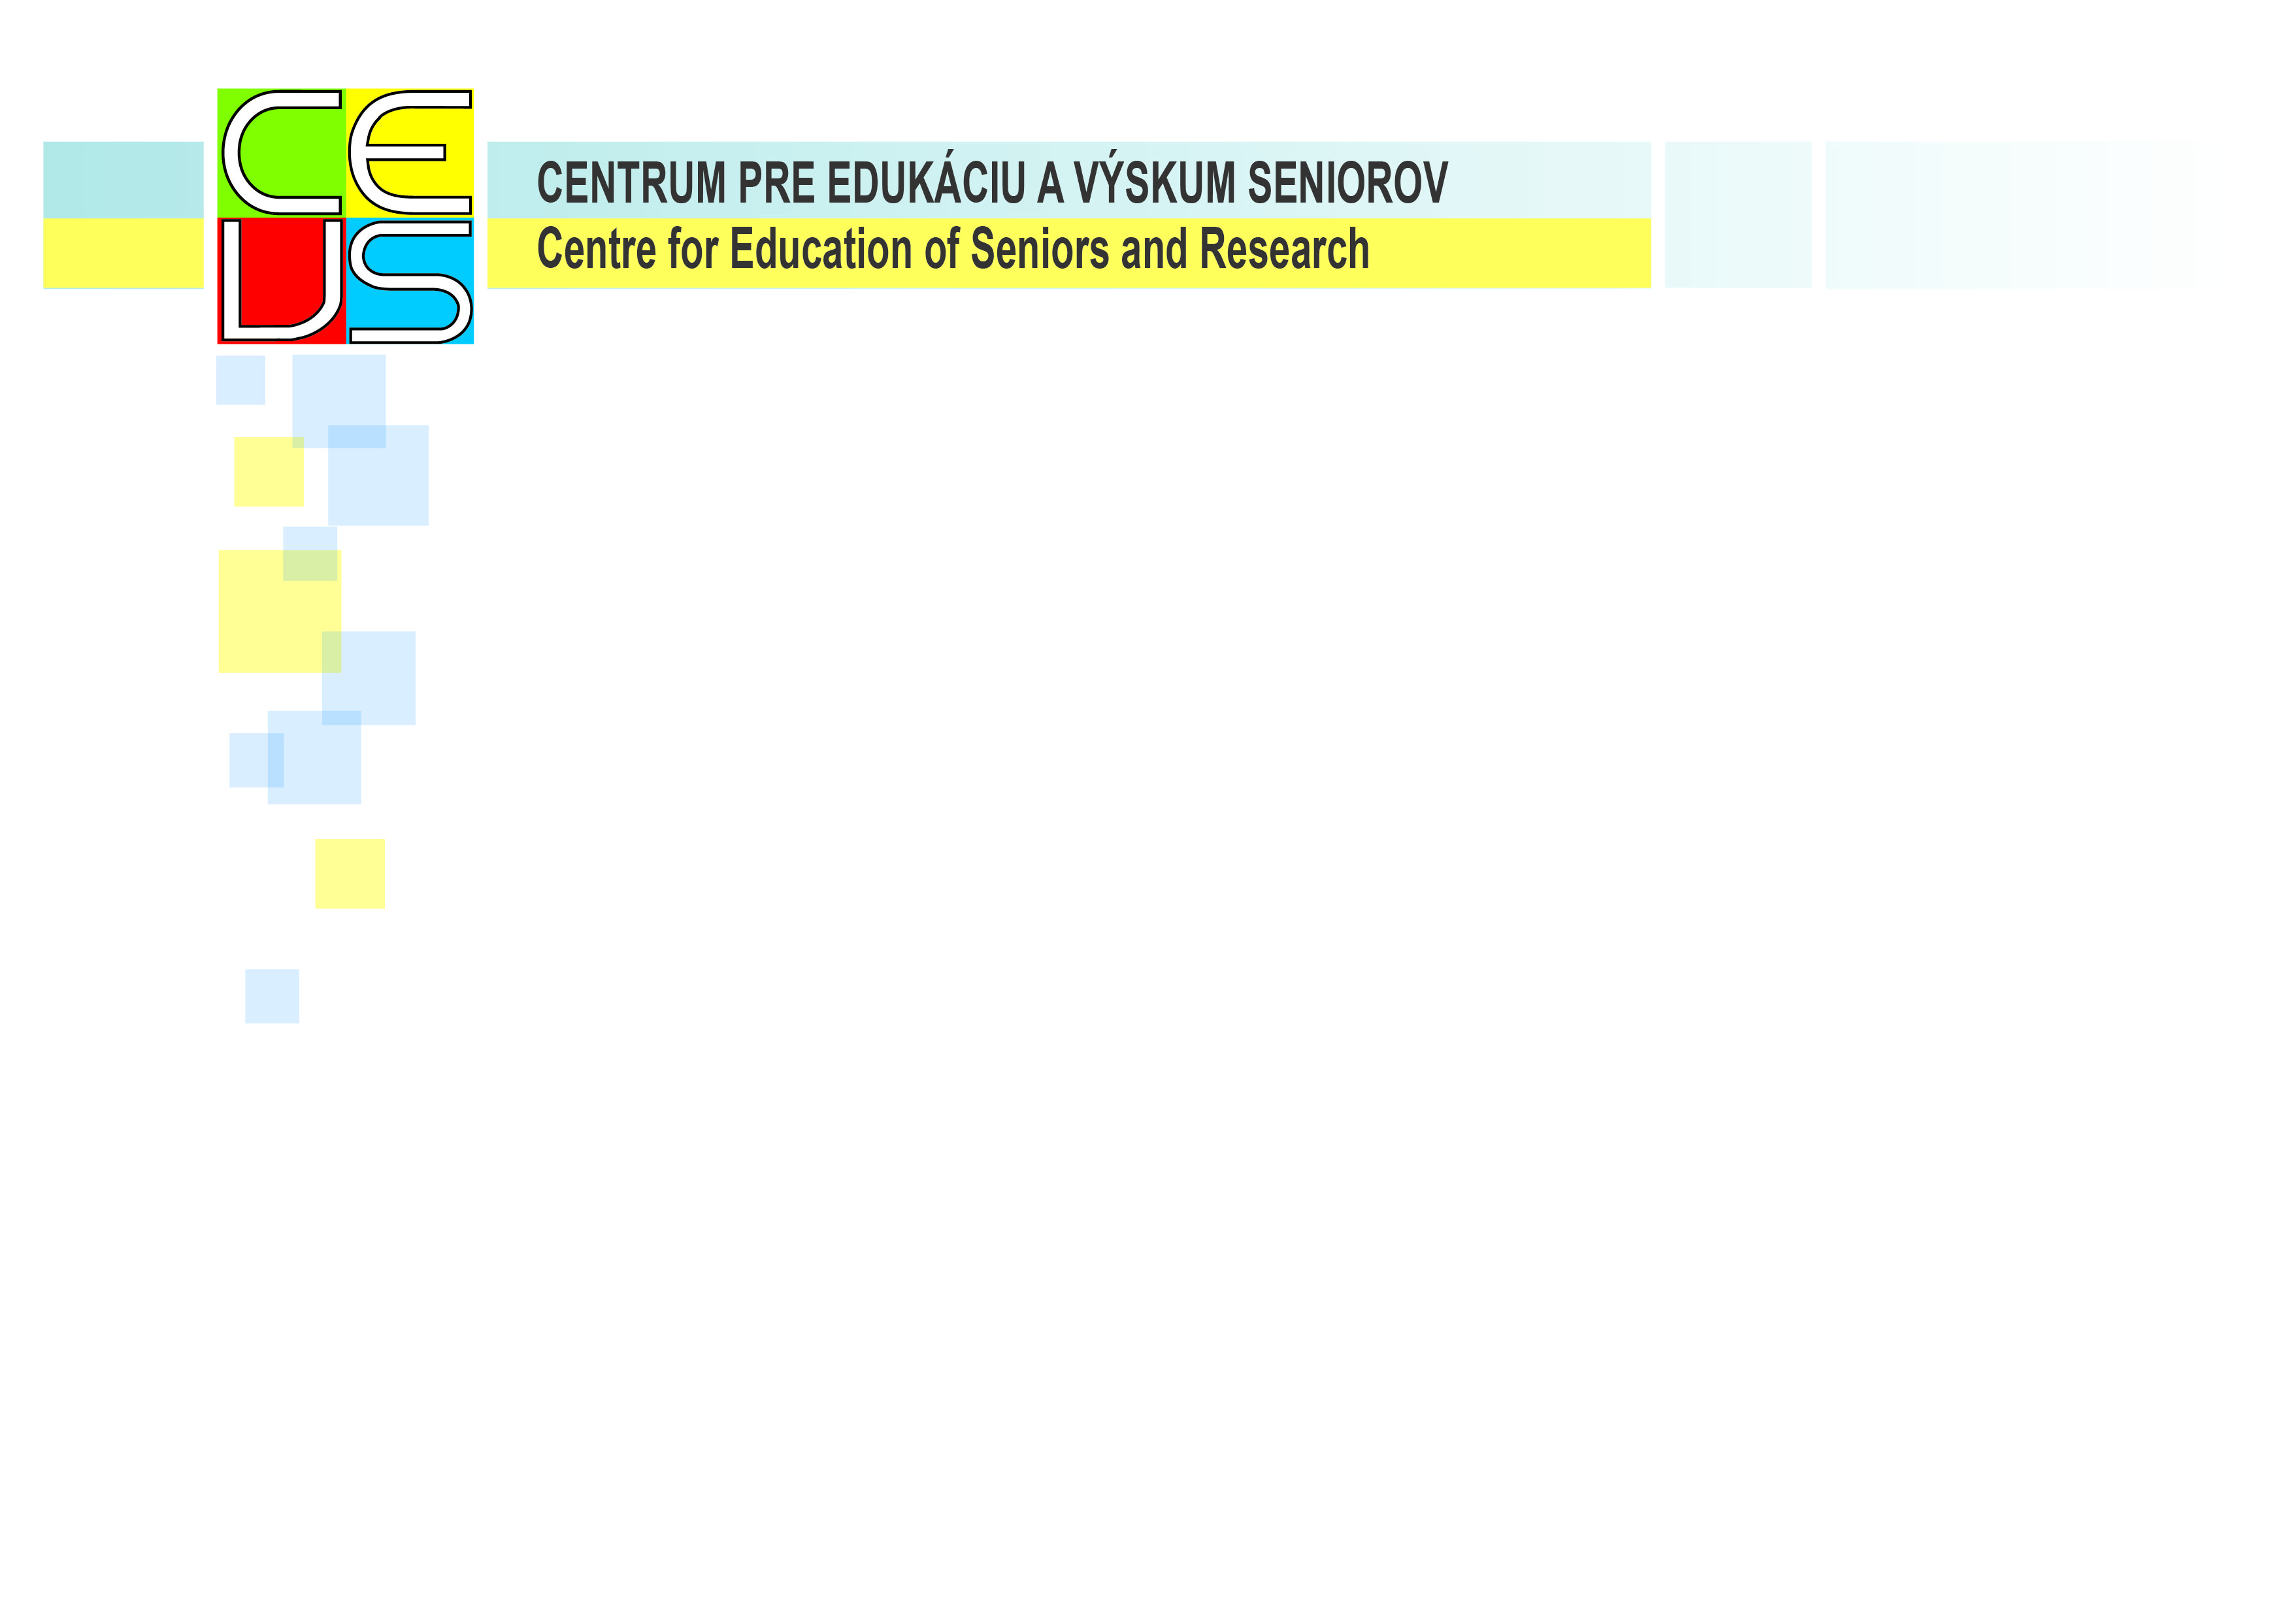 CEUS
CENTRUM PRE EDUKÁCIU A VÝSKUM SENIOROV
Centre for Education of Seniors and Research